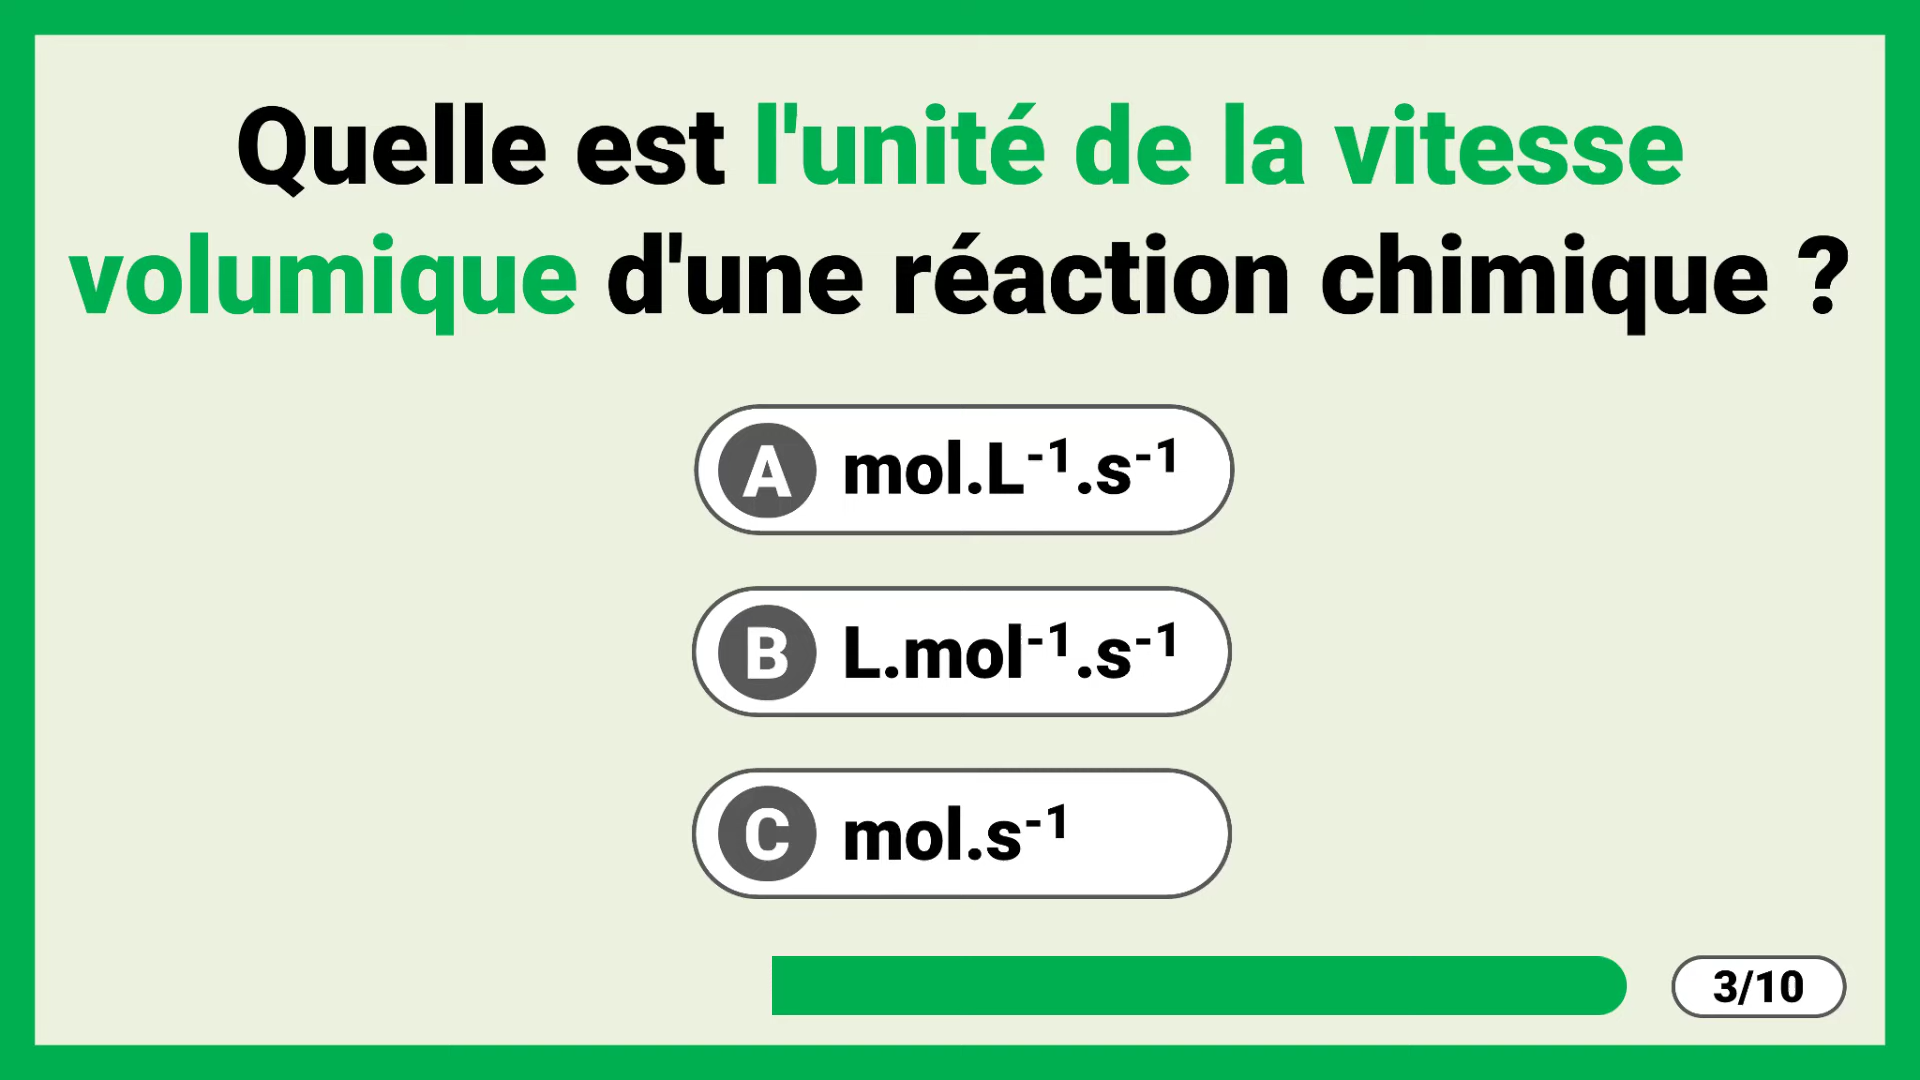 Quelle est l'unité de la vitesse
volumique d'une réaction chimique ?
A mol.L⁻¹.s⁻¹
B L.mol⁻¹.s⁻¹
C mol.s⁻¹
3/10